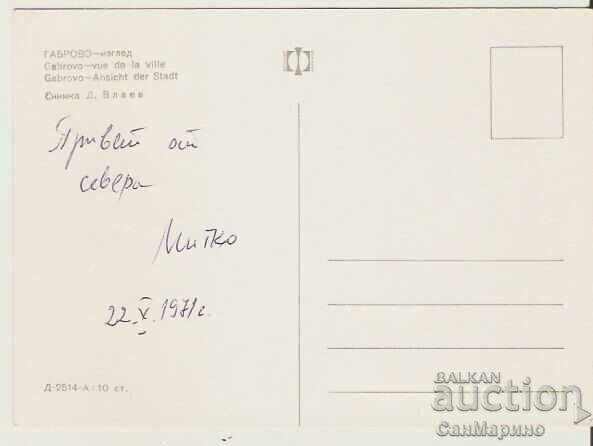 ГАБРОВО—изглед
Gabrovo—vue de la ville
Gabrovo—Ansicht der Stadt
Снимка Д. Влаев
Привет от
севера
Митко
22.X.1971г.
Д-2514-А : 10 ст.
BALKAN
auction
СанМарино